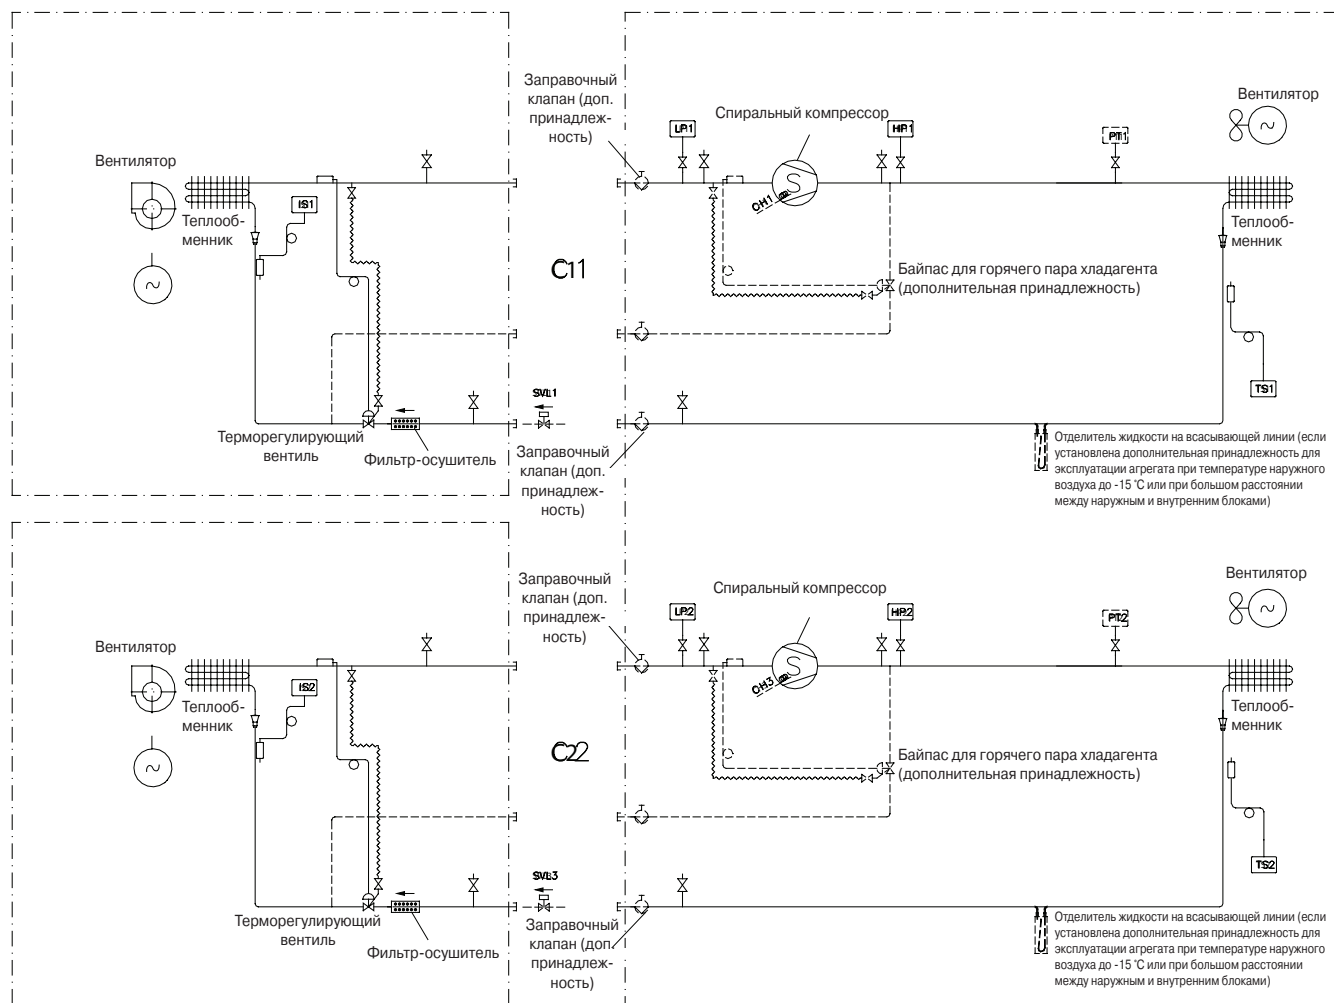 Заправочный
клапан (доп.
принадлеж-
ность)
Спиральный компрессор
Вентилятор
LP1
HP1
PT1
Вентилятор
Теплооб-
менник
IS1
CH1
Теплооб-
менник
C11
Байпас для горячего пара хладагента
(дополнительная принадлежность)
TS1
SVL1
Терморегулирующий
вентиль
Фильтр-осушитель
Заправочный
клапан (доп.
принадлеж-
ность)
Отделитель жидкости на всасывающей линии (если
установлена дополнительная принадлежность для
эксплуатации агрегата при температуре наружного
воздуха до -15 °C или при большом расстоянии
между наружным и внутренним блоками)
Заправочный
клапан (доп.
принадлеж-
ность)
Спиральный компрессор
Вентилятор
LP2
HP2
PT2
Вентилятор
Теплооб-
менник
IS2
CH3
Теплооб-
менник
C22
Байпас для горячего пара хладагента
(дополнительная принадлежность)
TS2
SVL3
Терморегулирующий
вентиль
Фильтр-осушитель
Заправочный
клапан (доп.
принадлеж-
ность)
Отделитель жидкости на всасывающей линии (если
установлена дополнительная принадлежность для
эксплуатации агрегата при температуре наружного
воздуха до -15 °C или при большом расстоянии
между наружным и внутренним блоками)